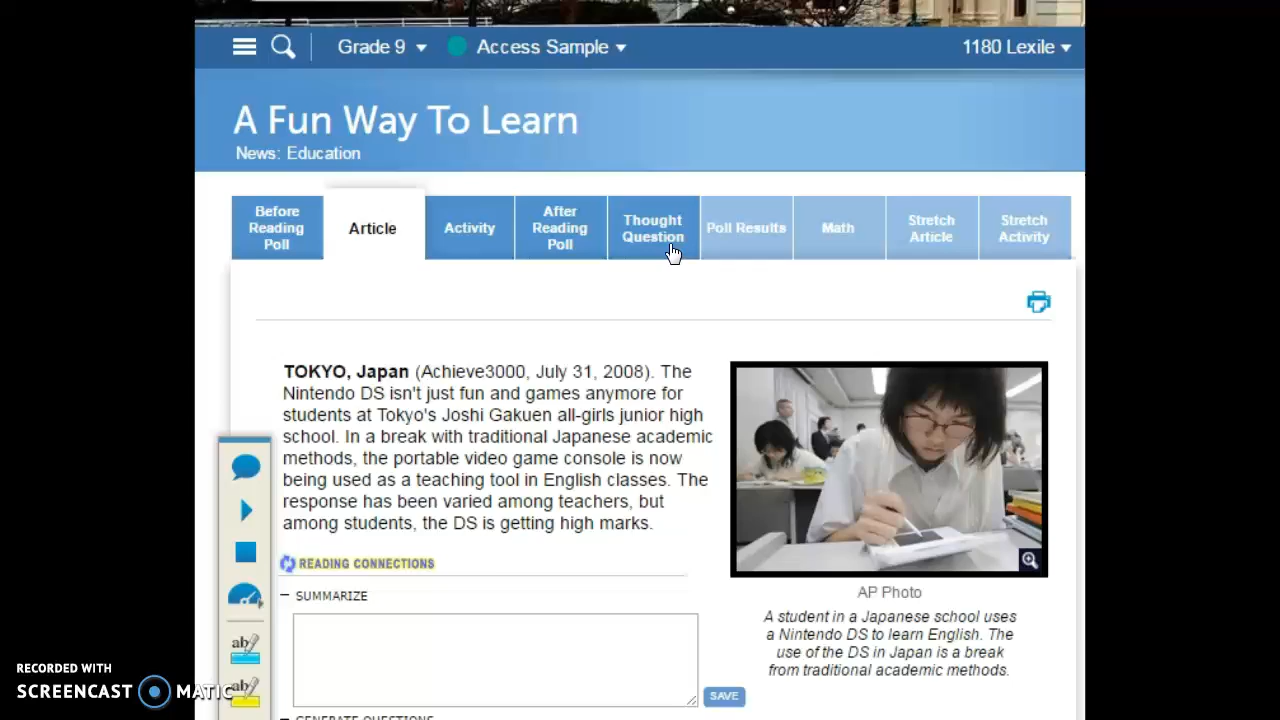 Grade 9
Access Sample
1180 Lexile
A Fun Way To Learn
News: Education
Before
Reading
Poll
Article
Activity
After
Reading
Poll
Thought
Question
Poll Results
Math
Stretch
Article
Stretch
Activity
TOKYO, Japan (Achieve3000, July 31, 2008). The
Nintendo DS isn't just fun and games anymore for
students at Tokyo's Joshi Gakuen all-girls junior high
school. In a break with traditional Japanese academic
methods, the portable video game console is now
being used as a teaching tool in English classes. The
response has been varied among teachers, but
among students, the DS is getting high marks.
READING CONNECTIONS
SUMMARIZE
SAVE
GENERATE QUESTIONS
AP Photo
A student in a Japanese school uses
a Nintendo DS to learn English. The
use of the DS in Japan is a break
from traditional academic methods.
ab
ab
RECORDED WITH
SCREENCAST MATIC